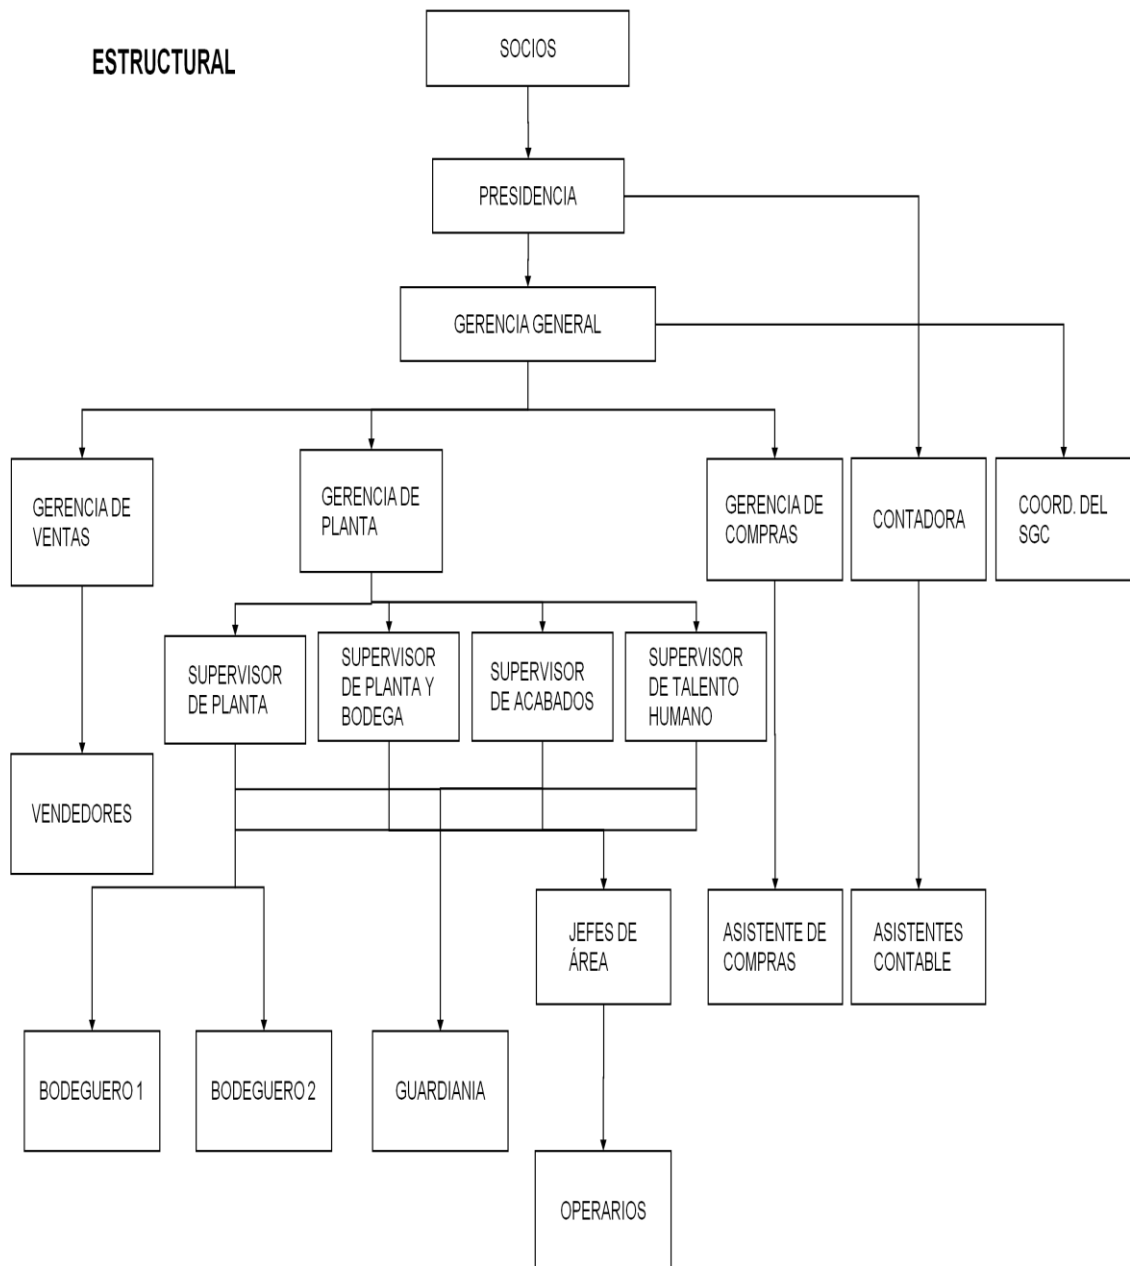 ESTRUCTURAL
SOCIOS
PRESIDENCIA
GERENCIA GENERAL
GERENCIA DE
VENTAS
GERENCIA DE
PLANTA
GERENCIA DE
COMPRAS
CONTADORA
COORD. DEL
SGC
SUPERVISOR
DE PLANTA
SUPERVISOR
DE PLANTA Y
BODEGA
SUPERVISOR
DE ACABADOS
SUPERVISOR
DE TALENTO
HUMANO
VENDEDORES
JEFES DE
ÁREA
ASISTENTE DE
COMPRAS
ASISTENTES
CONTABLE
BODEGUERO 1
BODEGUERO 2
GUARDIANIA
OPERARIOS